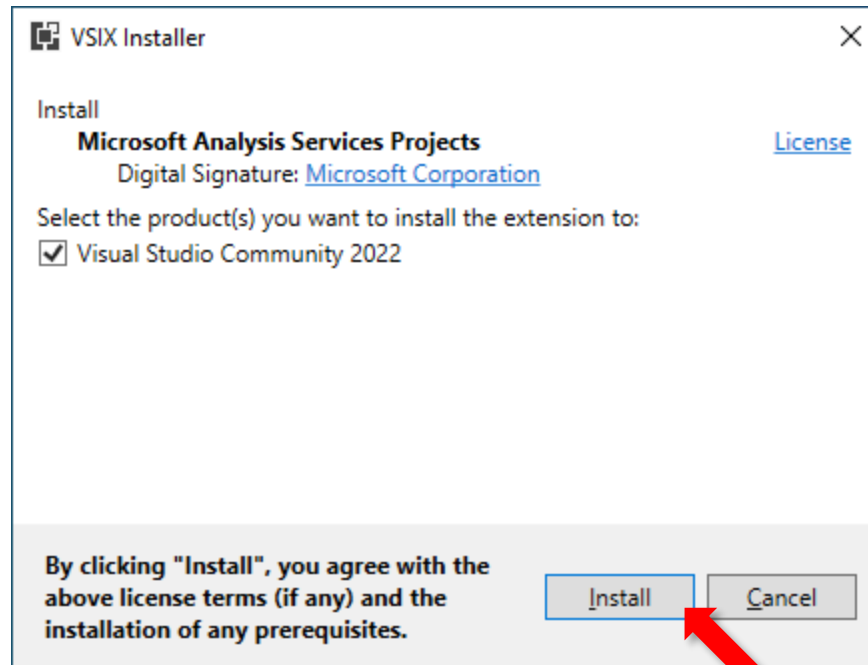 VSIX Installer
Install
Microsoft Analysis Services Projects
License
Digital Signature: Microsoft Corporation
Select the product(s) you want to install the extension to:
Visual Studio Community 2022
By clicking "Install", you agree with the
above license terms (if any) and the
installation of any prerequisites.
Install
Cancel